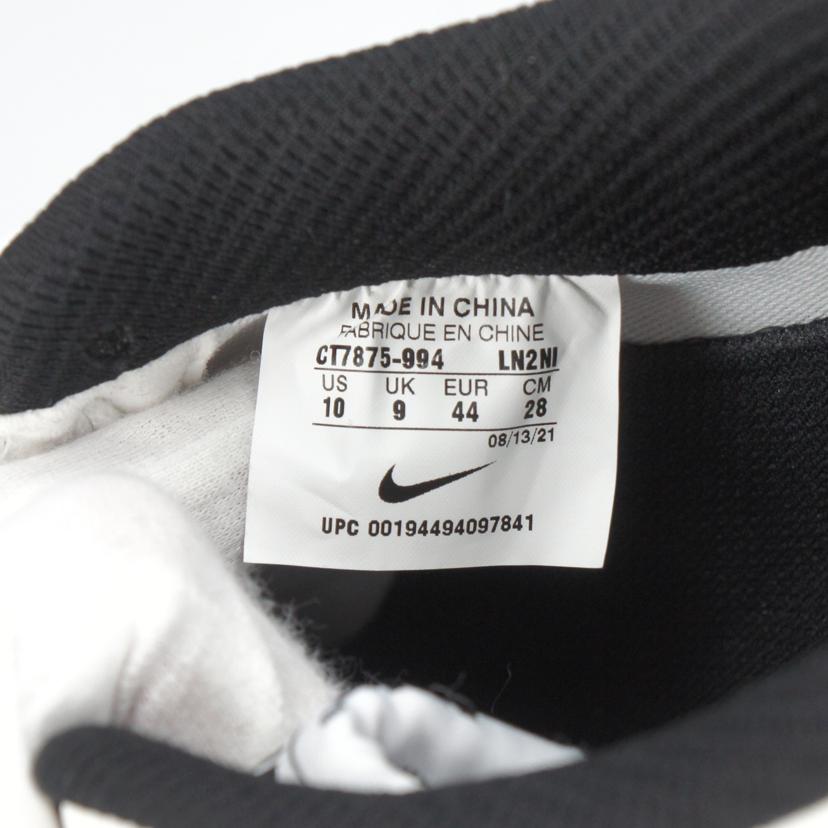 MADE IN CHINA
FABRIQUE EN CHINE
CT7875-994 LN2NI
US UK EUR CM
10 9 44 28
08/13/21
UPC 00194494097841